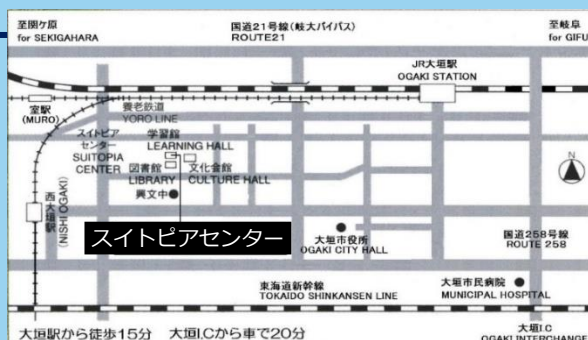 至関ケ原
for SEKIGAHARA
国道21号線(岐大バイパス)
ROUTE21
至岐阜
for GIFU
JR大垣駅
OGAKI STATION
室駅
(MURO)
養老鉄道
YORO LINE
スイトピア
センター
SUITOPIA
CENTER
学習館
LEARNING HALL
図書館
LIBRARY
文化会館
CULTURE HALL
興文中
N
西大垣駅
(NISHI OGAKI)
スイトピアセンター
大垣市役所
OGAKI CITY HALL
国道258号線
ROUTE 258
東海道新幹線
TOKAIDO SHINKANSEN LINE
大垣市民病院
MUNICIPAL HOSPITAL
大垣駅から徒歩15分 大垣I.Cから車で20分
大垣I.C
OGAKI INTERCHANGE